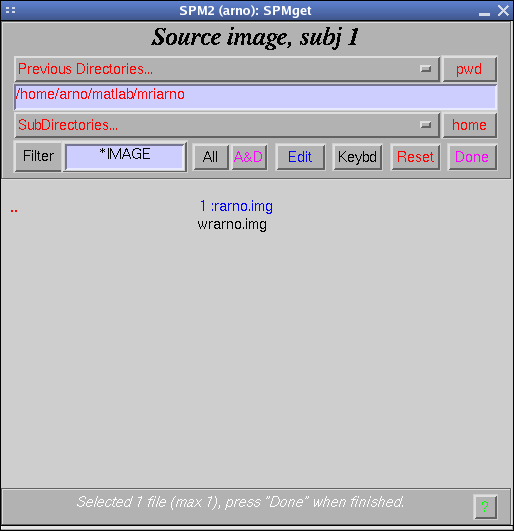 SPM2 (arno): SPMget
Source image, subj 1
Previous Directories... pwd
/home/arno/matlab/mriarno
SubDirectories... home
Filter *IMAGE All A&D Edit Keybd Reset Done
.. 1 :rarno.img
wrarno.img
Selected 1 file (max 1), press "Done" when finished. ?